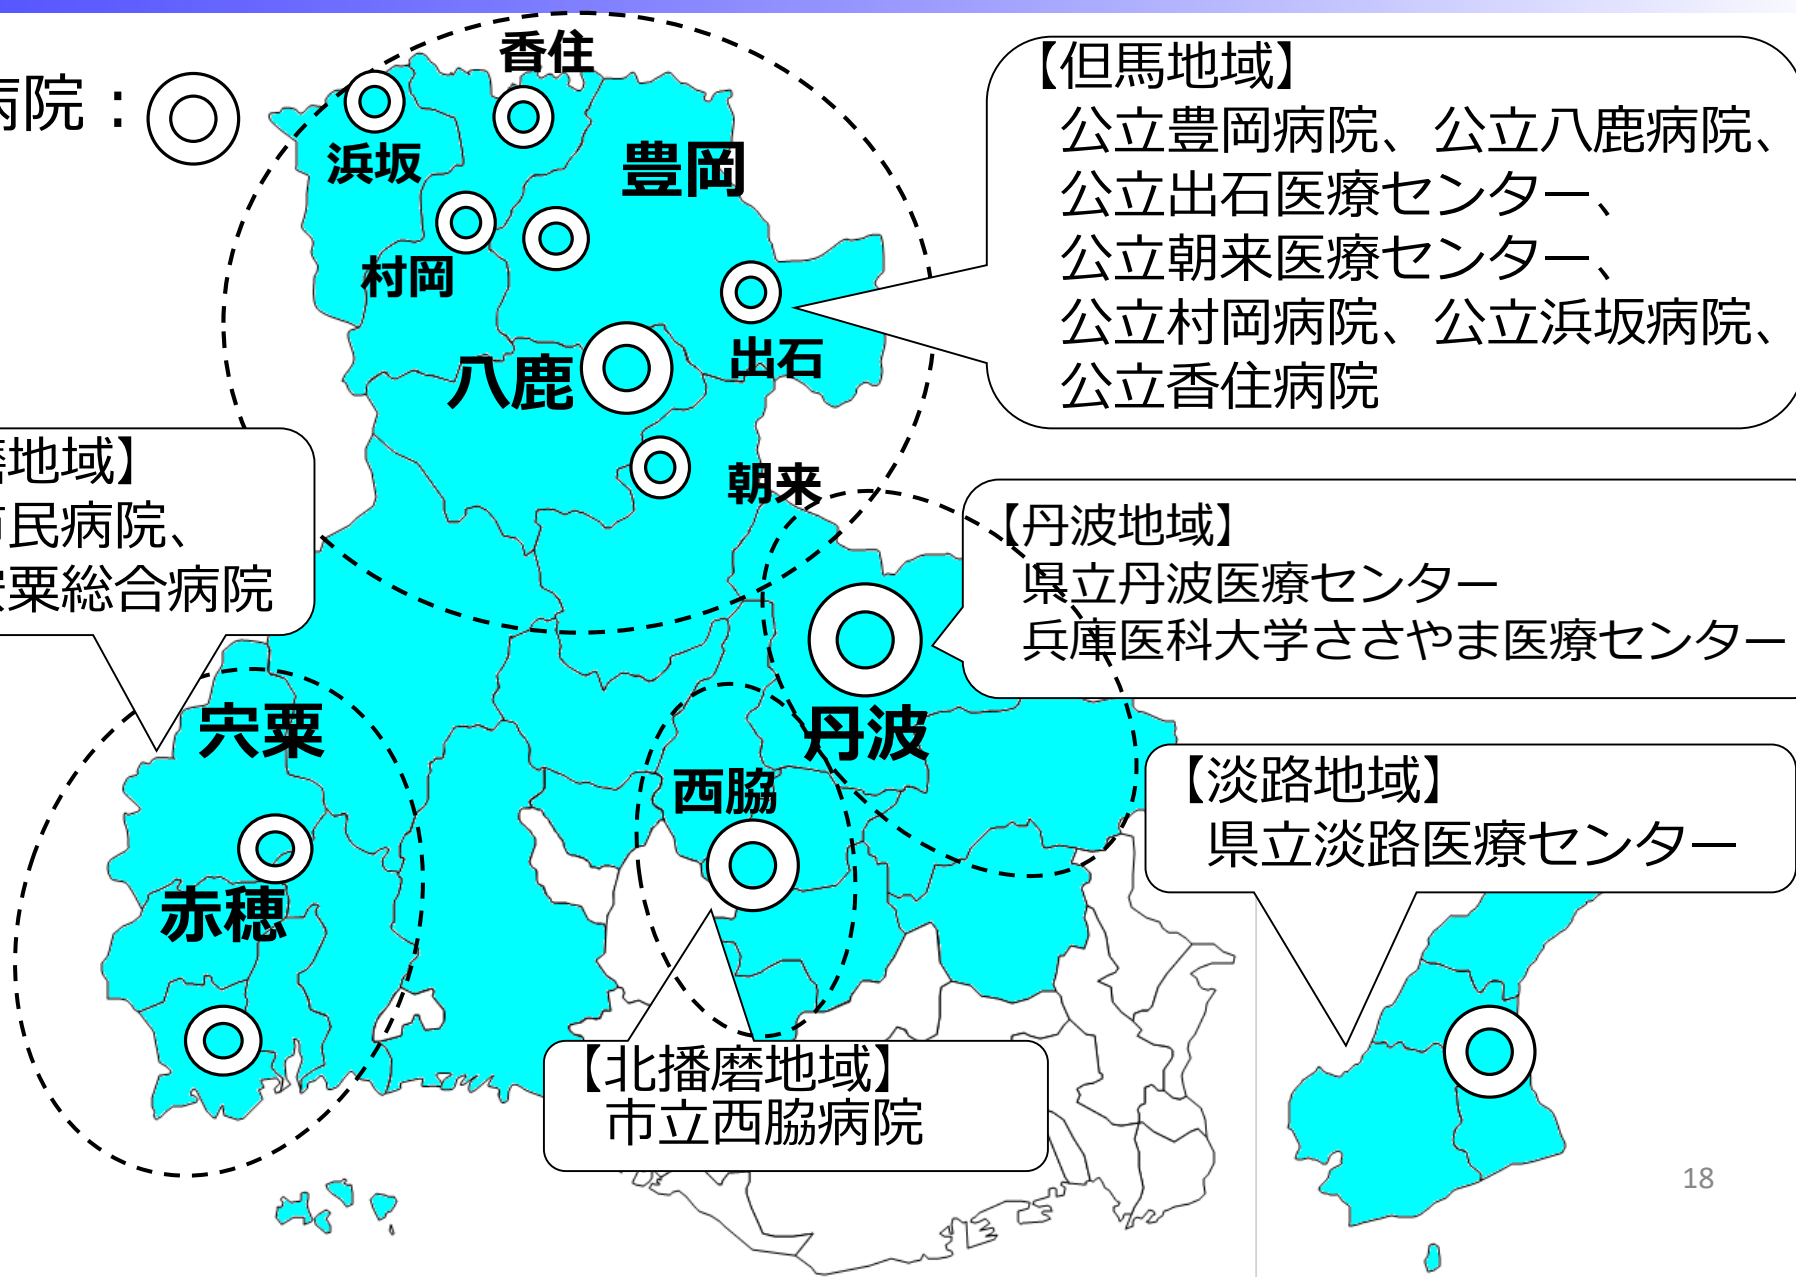 病院：
香住
浜坂
豊岡
村岡
出石
八鹿
朝来
【但馬地域】
公立豊岡病院、公立八鹿病院、
公立出石医療センター、
公立朝来医療センター、
公立村岡病院、公立浜坂病院、
公立香住病院
磨地域】
市民病院、
宍粟総合病院
【丹波地域】
県立丹波医療センター
兵庫医科大学ささやま医療センター
宍粟
丹波
西脇
赤穂
【淡路地域】
県立淡路医療センター
【北播磨地域】
市立西脇病院
18